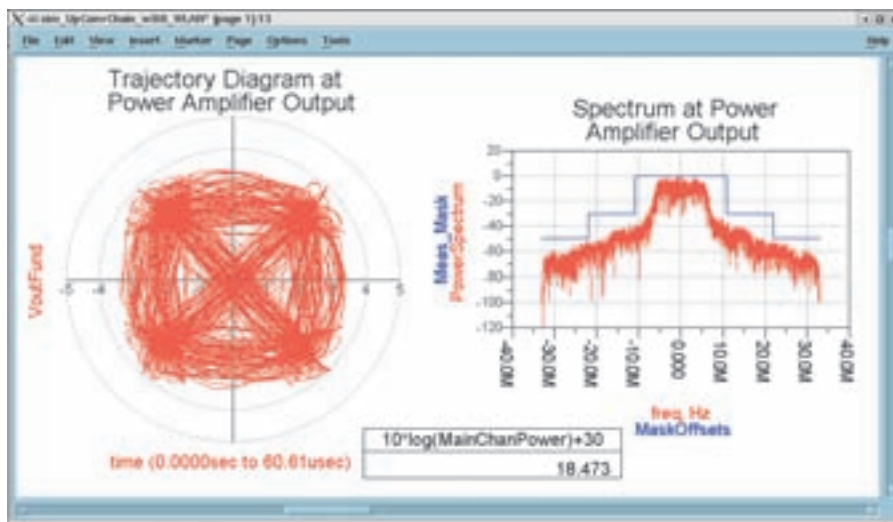 File Edit View Insert Marker Page Options Tools Help
Trajectory Diagram at
Power Amplifier Output
Spectrum at Power
Amplifier Output
VoutFund
-5 -4 4 5
time (0.0000sec to 60.61usec)
Mees_Mask
PowerSpectrum
20
0
-20
-40
-60
-80
-100
-120
-40.0M -30.0M -20.0M -10.0M 0.000 10.0M 20.0M 30.0M 40.0M
freq, Hz
MaskOffsets
10*log(MainChanPower)+30
18.473